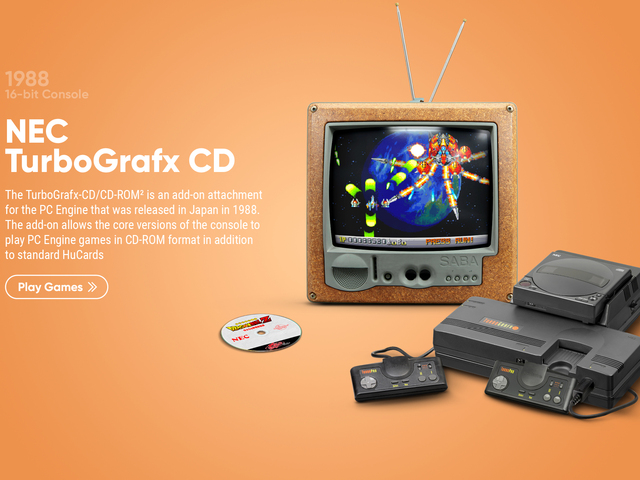 1988
16-bit Console
NEC
TurboGrafx CD
The TurboGrafx-CD/CD-ROM² is an add-on attachment
for the PC Engine that was released in Japan in 1988.
The add-on allows the core versions of the console to
play PC Engine games in CD-ROM format in addition
to standard HuCards
Play Games
SABA
NEC